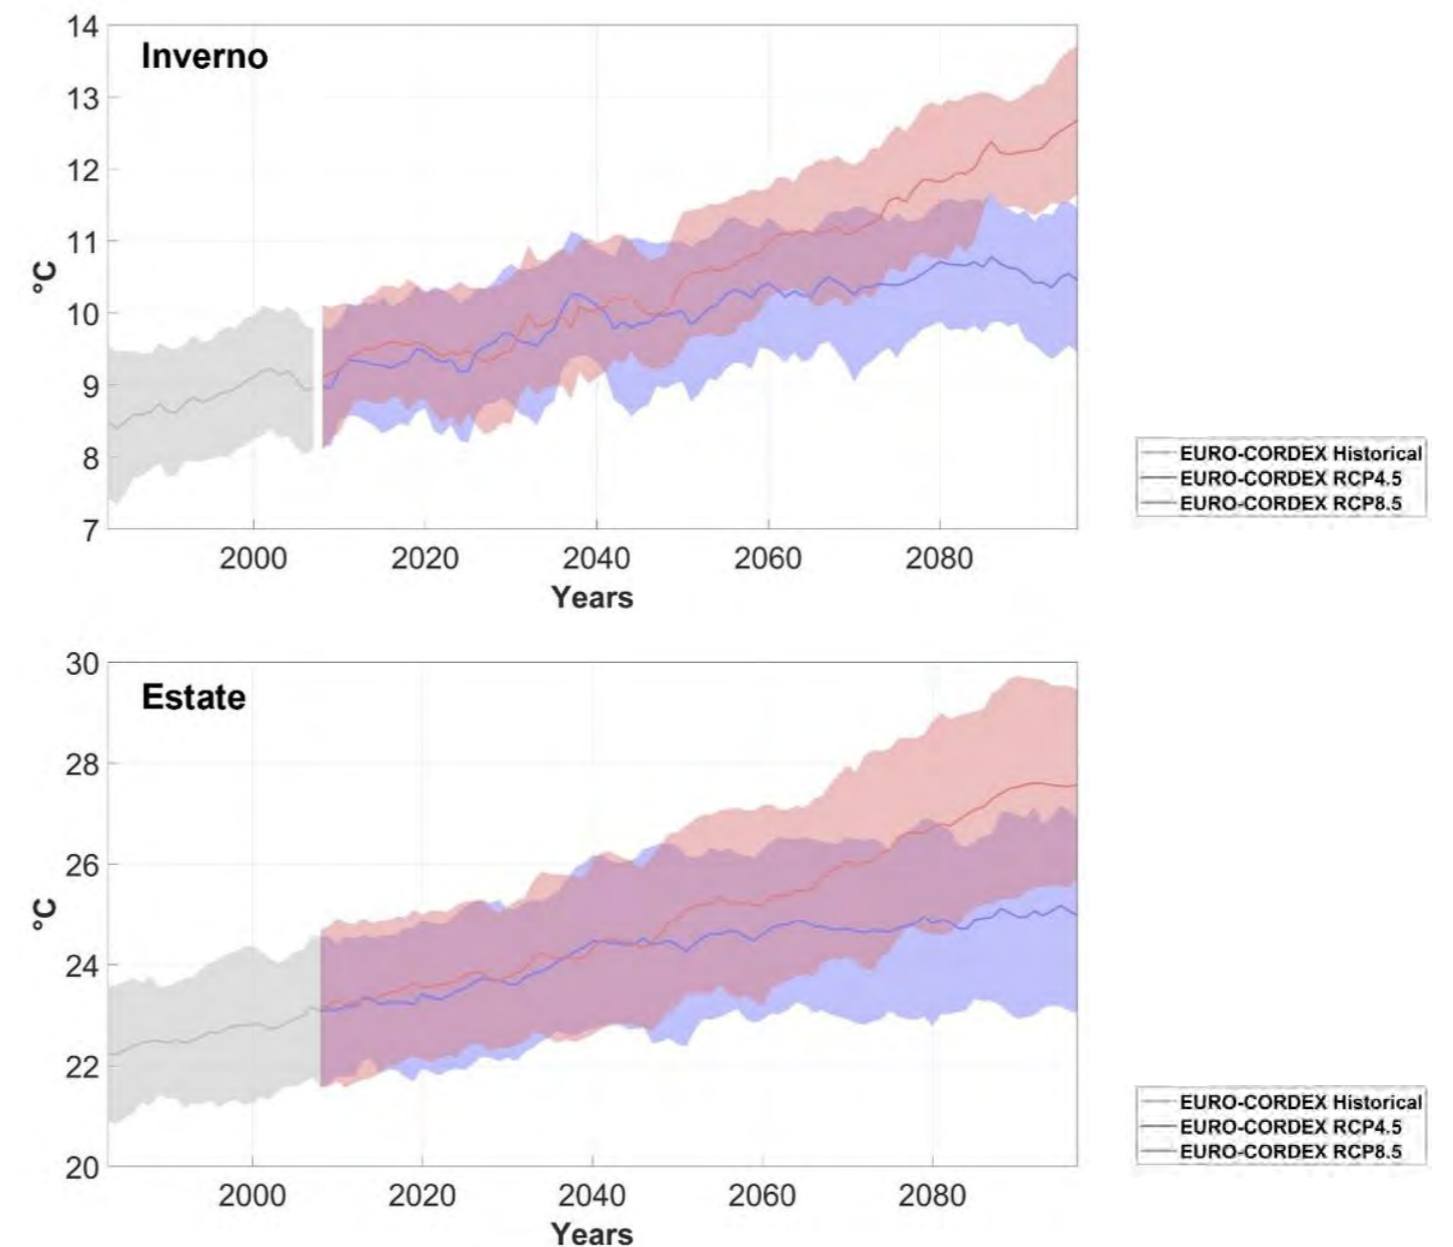 Inverno
14
13
12
11
10
9
8
7
°C
2000 2020 2040 2060 2080
Years
EURO-CORDEX Historical
EURO-CORDEX RCP4.5
EURO-CORDEX RCP8.5
Estate
30
28
26
24
22
20
°C
2000 2020 2040 2060 2080
Years
EURO-CORDEX Historical
EURO-CORDEX RCP4.5
EURO-CORDEX RCP8.5